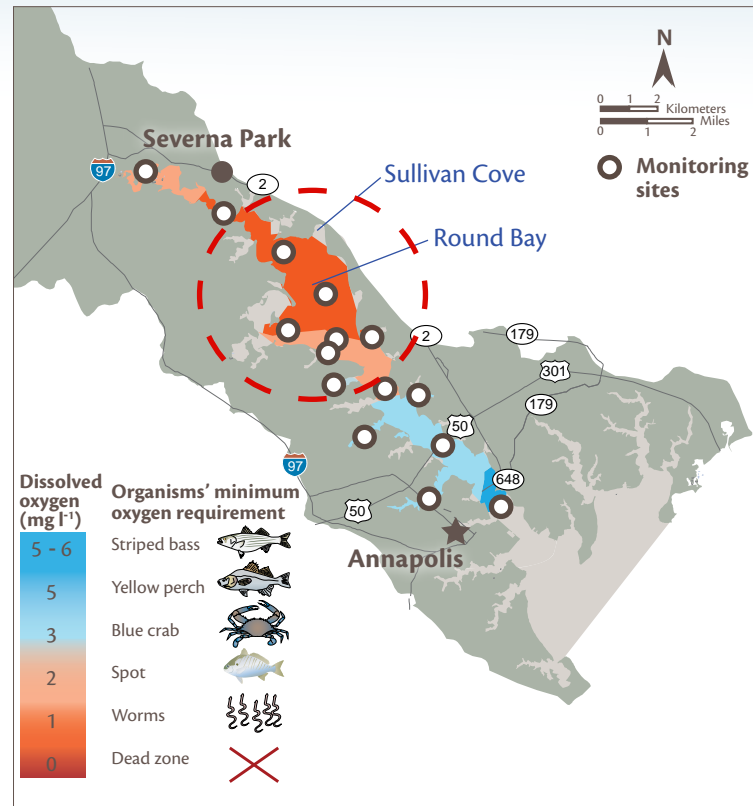 N
0 1 2
Kilometers
Miles
0 1 2
Severna Park
Monitoring
sites
97
2
Sullivan Cove
Round Bay
2
179
301
179
50
97
648
50
Annapolis
Dissolved
oxygen
(mg l⁻¹)
Organisms' minimum
oxygen requirement
5 - 6
Striped bass
5
Yellow perch
3
Blue crab
2
Spot
1
Worms
0
Dead zone